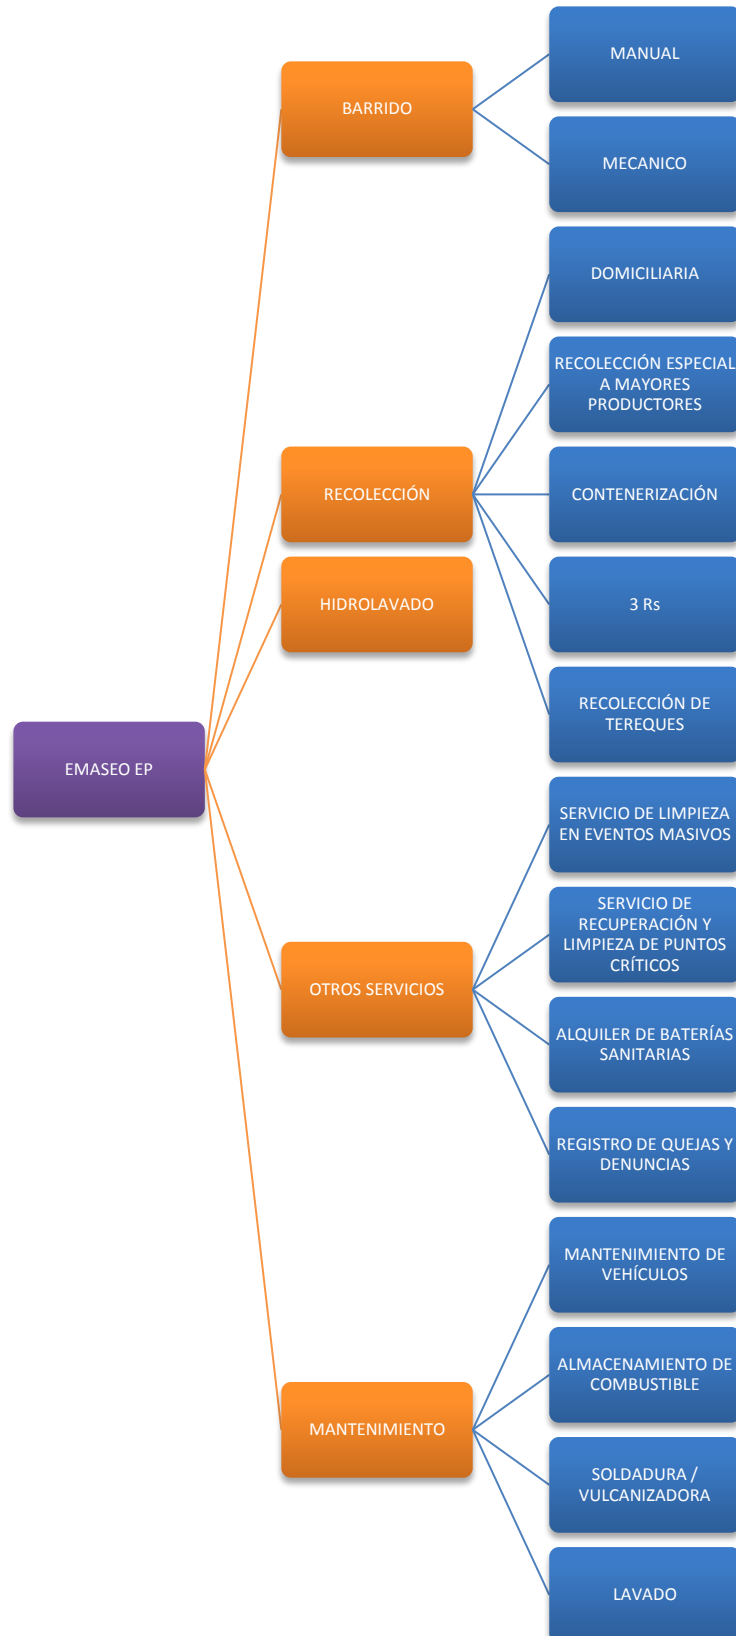 EMASEO EP
BARRIDO
MANUAL
MECANICO
RECOLECCIÓN
DOMICILIARIA
RECOLECCIÓN ESPECIAL
A MAYORES
PRODUCTORES
CONTENERIZACIÓN
3 Rs
RECOLECCIÓN DE
TEREQUES
HIDROLAVADO
OTROS SERVICIOS
SERVICIO DE LIMPIEZA
EN EVENTOS MASIVOS
SERVICIO DE
RECUPERACIÓN Y
LIMPIEZA DE PUNTOS
CRÍTICOS
ALQUILER DE BATERÍAS
SANITARIAS
REGISTRO DE QUEJAS Y
DENUNCIAS
MANTENIMIENTO
MANTENIMIENTO DE
VEHÍCULOS
ALMACENAMIENTO DE
COMBUSTIBLE
SOLDADURA /
VULCANIZADORA
LAVADO